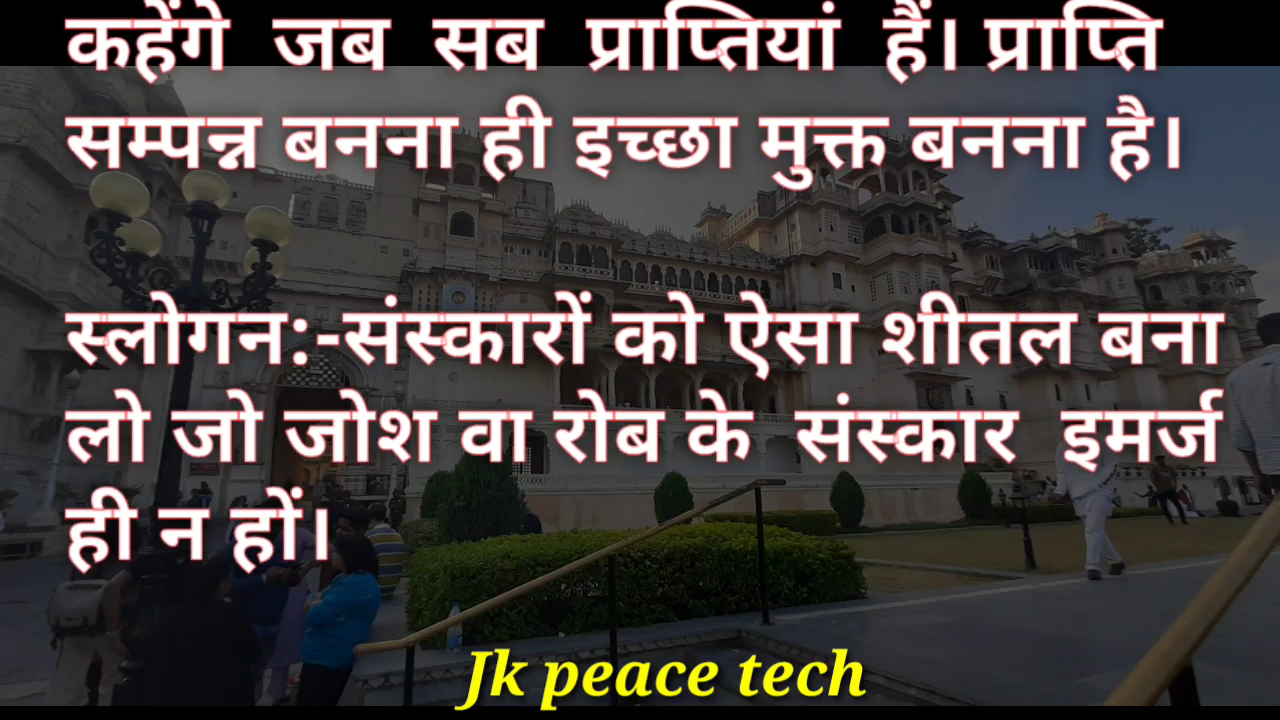 कहेंगे जब सब प्राप्तियां हैं। प्राप्ति
सम्पन्न बनना ही इच्छा मुक्त बनना है।
स्लोगन:-संस्कारों को ऐसा शीतल बना
लो जो जोश वा रोब के संस्कार इमर्ज
ही न हों।
Jk peace tech